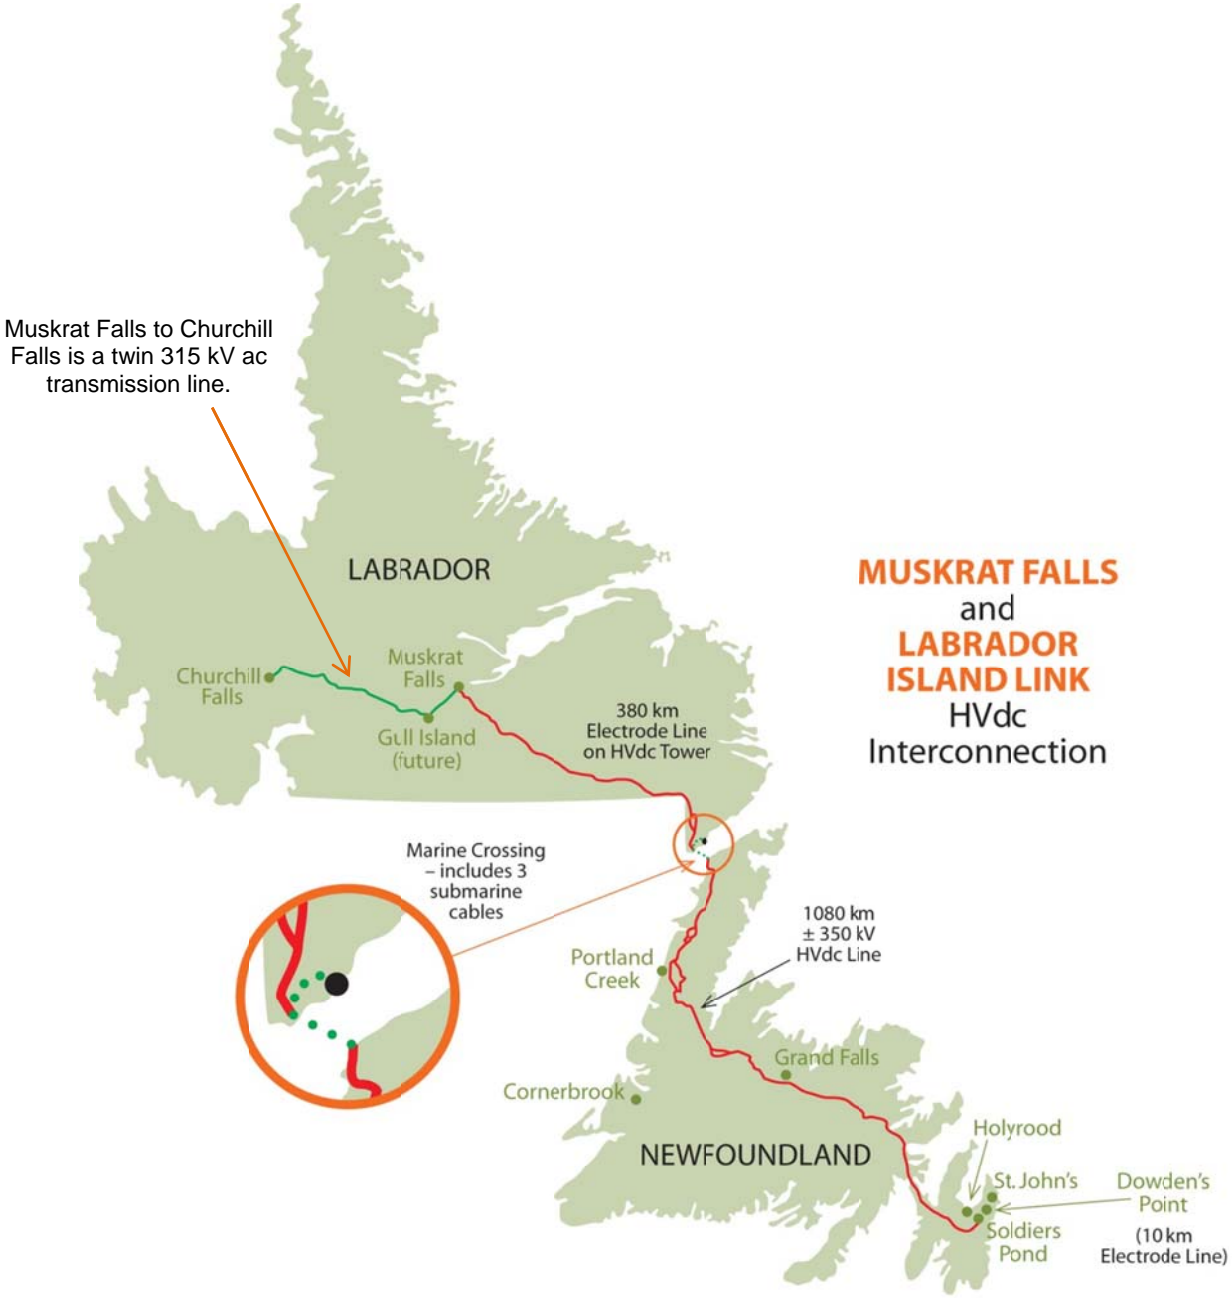 Muskrat Falls to Churchill
Falls is a twin 315 kV ac
transmission line.
LABRADOR
MUSKRAT FALLS
and
LABRADOR
ISLAND LINK
HVdc
Interconnection
Churchill
Falls
Muskrat
Falls
Gull Island
(future)
380 km
Electrode Line
on HVdc Tower
Marine Crossing
– includes 3
submarine
cables
1080 km
± 350 kV
HVdc Line
Portland
Creek
Grand Falls
Cornerbrook
NEWFOUNDLAND
Holyrood
St. John's
Dowden's
Point
(10 km
Electrode Line)
Soldiers
Pond